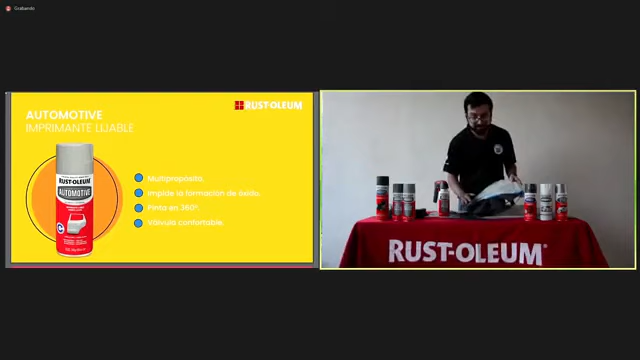 Grabando
AUTOMOTIVE
IMPRIMANTE LIJABLE
RUST-OLEUM
Multipropósito.
Impide la formación de óxido.
Pinta en 360º.
Válvula confortable.
RUST-OLEUM
AUTOMOTIVE
RUST-OLEUM